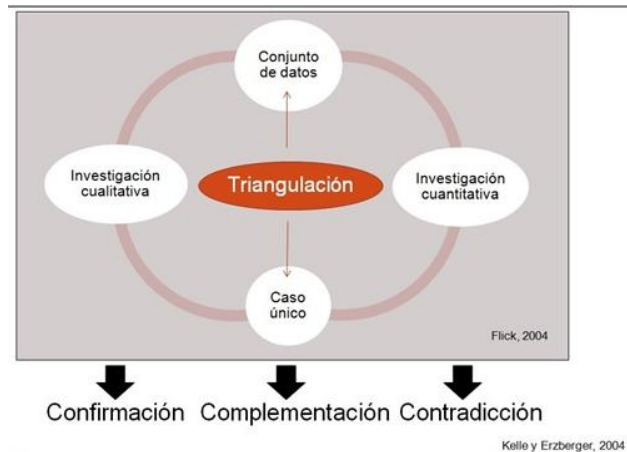 Conjunto
de datos
Investigación
cualitativa
Triangulación
Investigación
cuantitativa
Caso
único
Flick, 2004
Confirmación Complementación Contradicción
Kelle y Erzberger, 2004